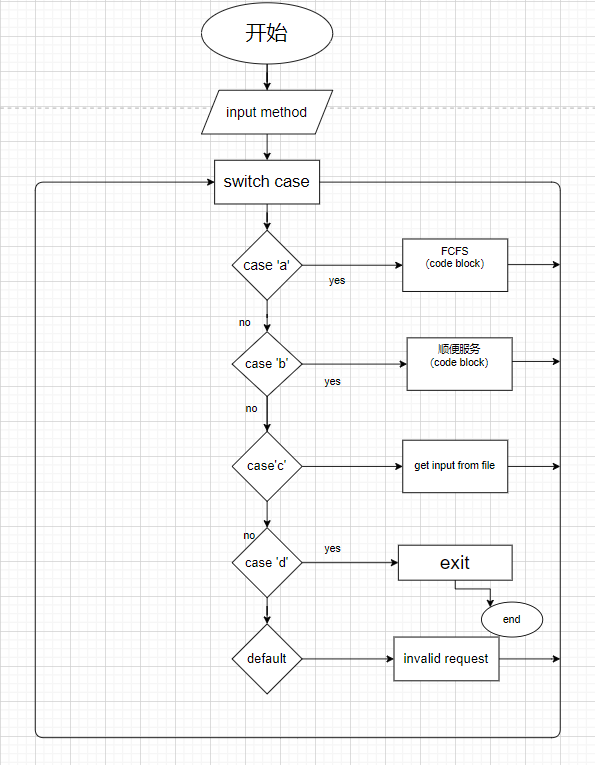 开始
input method
switch case
case 'a'
yes
FCFS
（code block）
no
case 'b'
yes
顺便服务
（code block）
no
case'c'
get input from file
no
case 'd'
yes
exit
end
default
invalid request